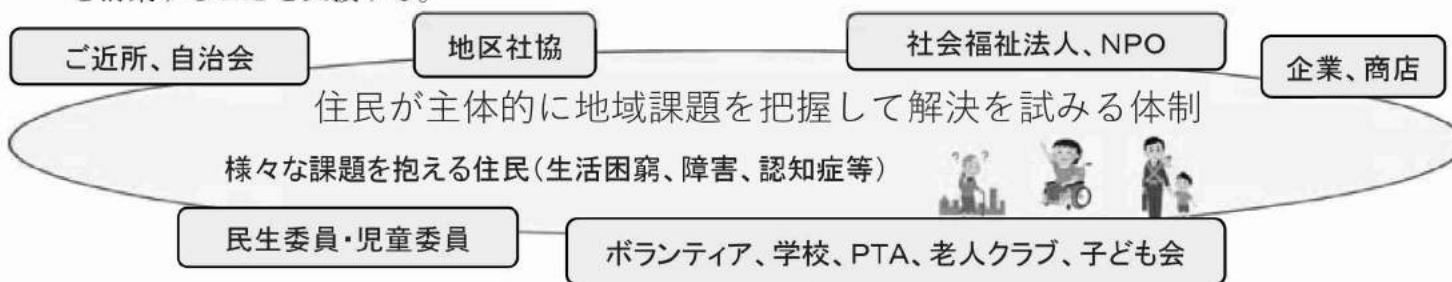 ご近所、自治会
地区社協
社会福祉法人、NPO
企業、商店
住民が主体的に地域課題を把握して解決を試みる体制
様々な課題を抱える住民(生活困窮、障害、認知症等)
民生委員・児童委員
ボランティア、学校、PTA、老人クラブ、子ども会